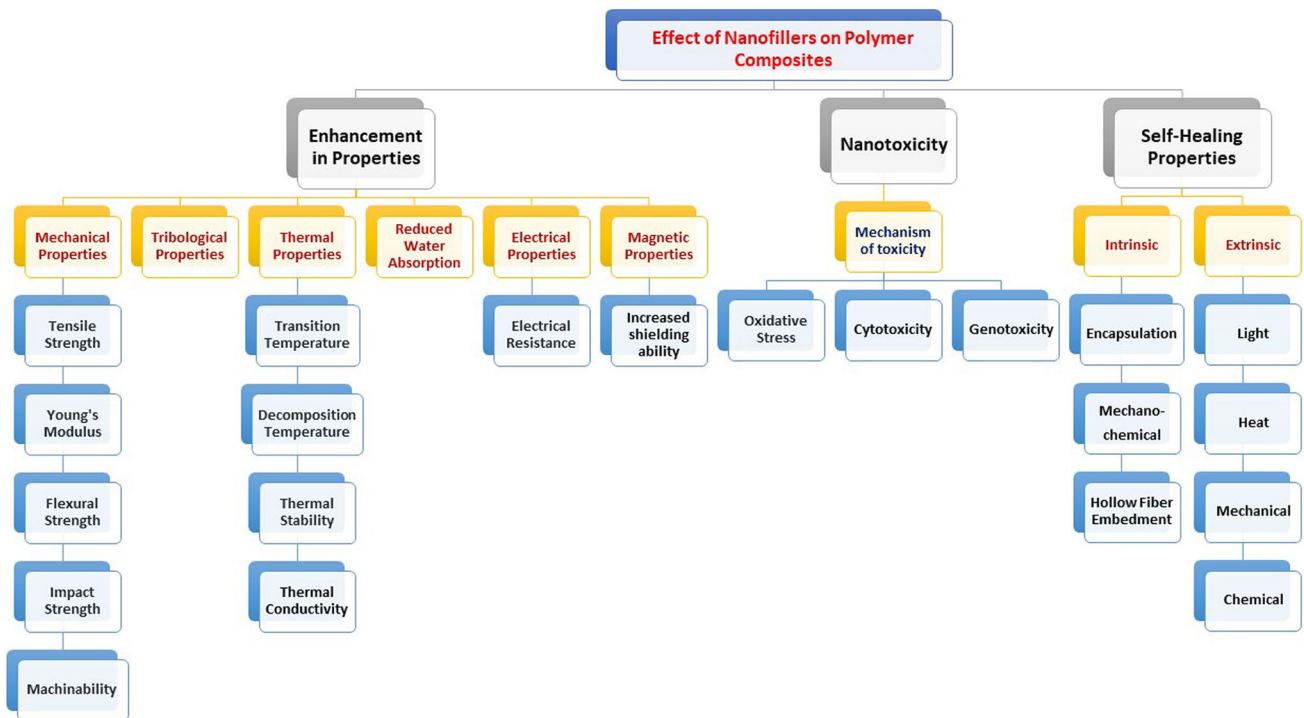 Effect of Nanofillers on Polymer
Composites
Enhancement
in Properties
Nanotoxicity
Self-Healing
Properties
Mechanical
Properties
Tribological
Properties
Thermal
Properties
Reduced
Water
Absorption
Electrical
Properties
Magnetic
Properties
Mechanism
of toxicity
Intrinsic
Extrinsic
Tensile
Strength
Young's
Modulus
Flexural
Strength
Impact
Strength
Machinability
Transition
Temperature
Decomposition
Temperature
Thermal
Stability
Thermal
Conductivity
Electrical
Resistance
Increased
shielding
ability
Oxidative
Stress
Cytotoxicity
Genotoxicity
Encapsulation
Mechano-
chemical
Hollow Fiber
Embedment
Light
Heat
Mechanical
Chemical